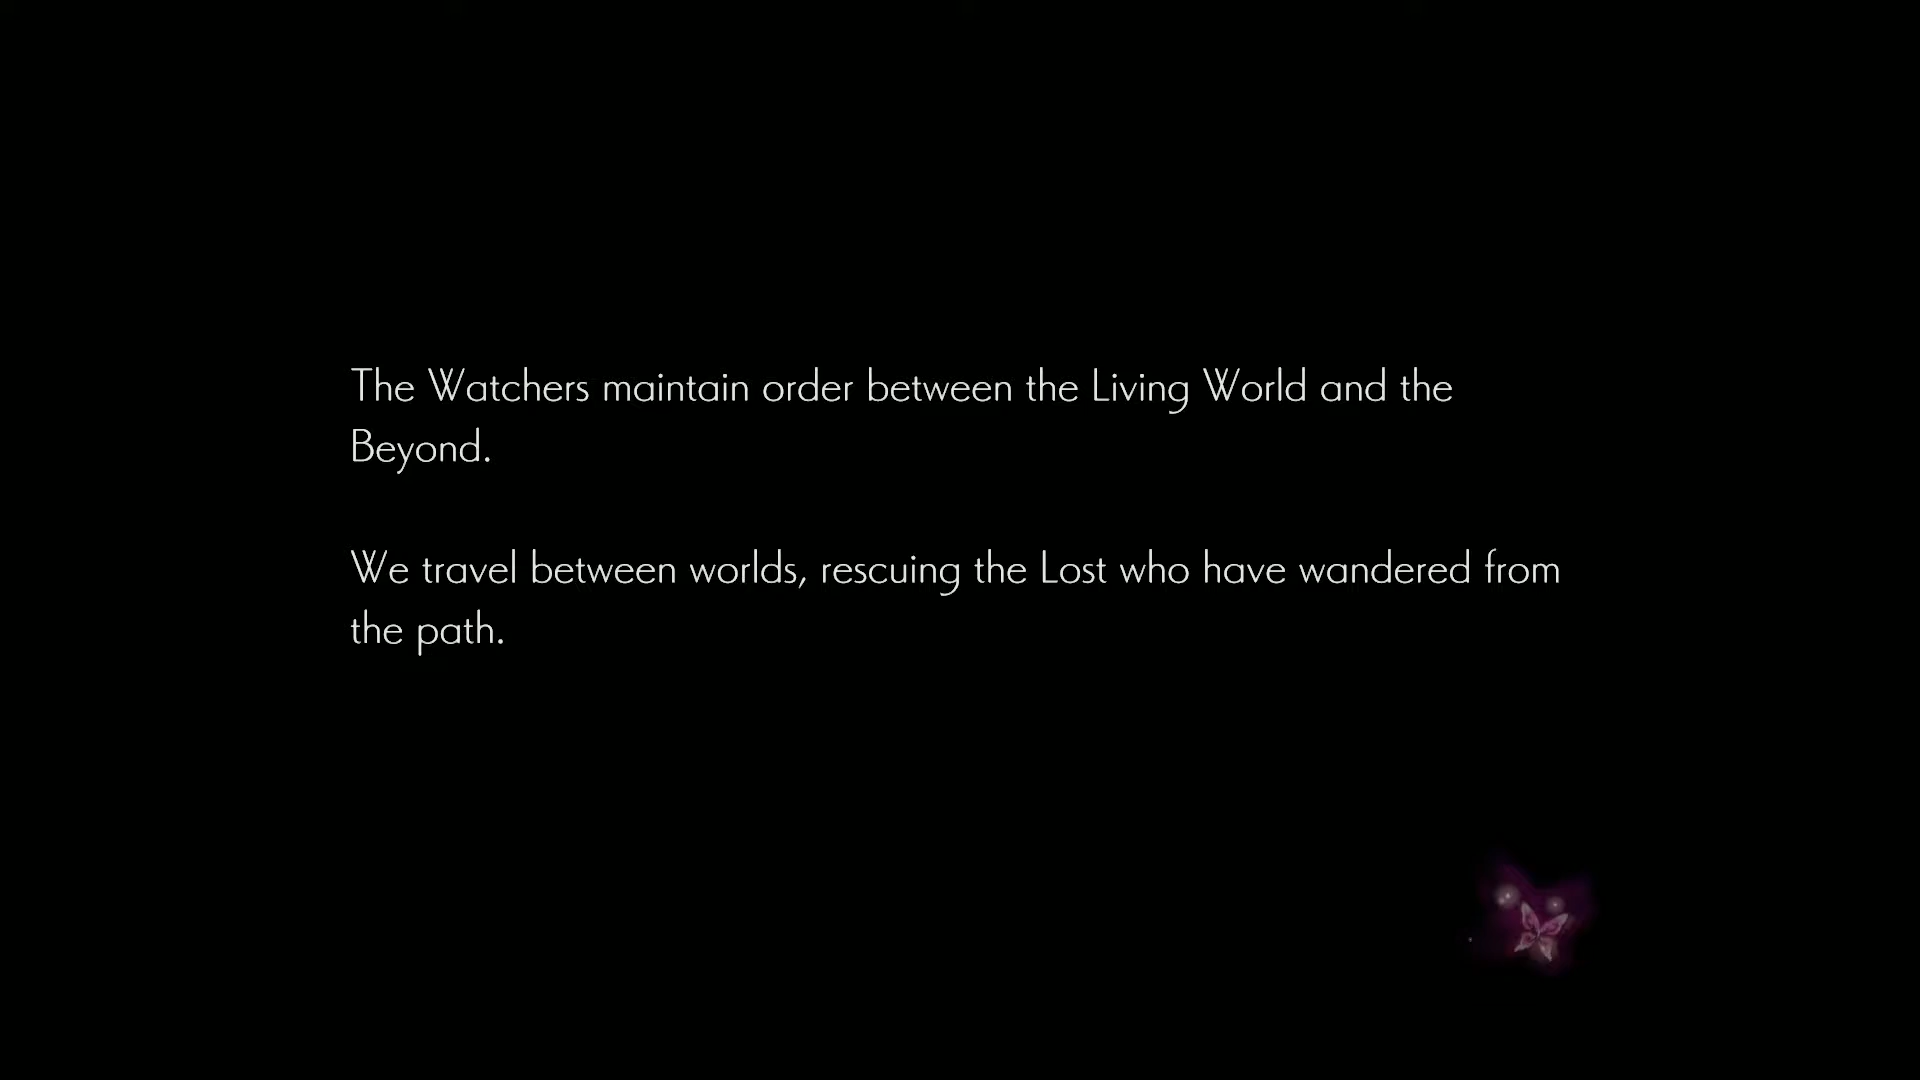 The Watchers maintain order between the Living World and the
Beyond.
We travel between worlds, rescuing the Lost who have wandered from
the path.